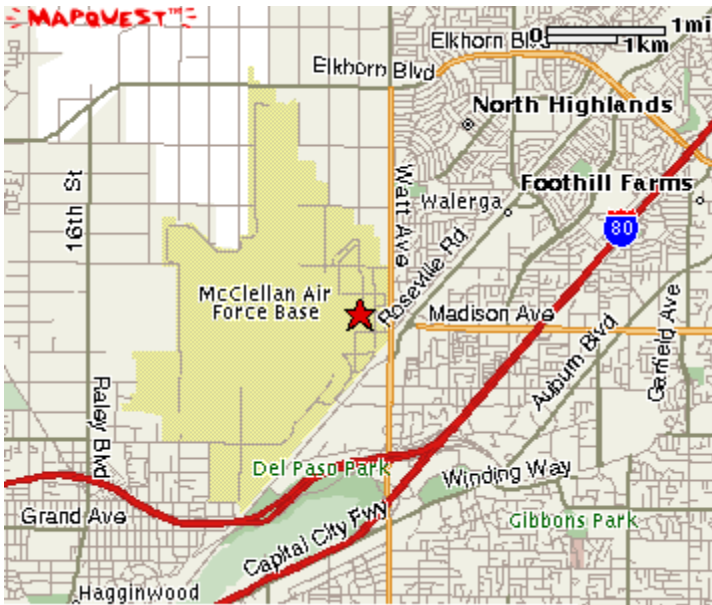 MAPQUEST™
0
1mi
1km
Elkhorn Blvd
Elkhorn Blvd
North Highlands
16th St
Watt Ave
Foothill Farms
Walerga
80
Roseville Rd
McClellan Air
Force Base
Madison Ave
Auburn Blvd
Garfield Ave
Raley Blvd
Del Paso Park
Winding Way
Grand Ave
Capital City Fwy
Gibbons Park
Hagginwood